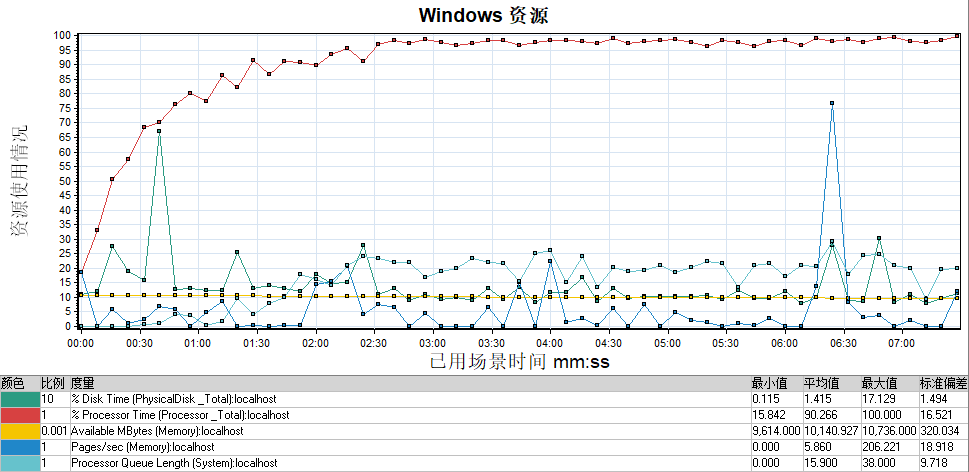 Windows 资源
100
95
90
85
80
75
70
65
60
55
50
45
40
35
30
25
20
15
10
5
0
资源使用情况
00:00 00:30 01:00 01:30 02:00 02:30 03:00 03:30 04:00 04:30 05:00 05:30 06:00 06:30 07:00
已用场景时间 mm:ss
颜色 比例 度量 最小值 平均值 最大值 标准偏差
10 % Disk Time (PhysicalDisk _Total):localhost 0.115 1.415 17.129 1.494
1 % Processor Time (Processor _Total):localhost 15.842 90.266 100.000 16.521
0.001 Available MBytes (Memory):localhost 9,614.000 10,140.927 10,736.000 320.034
1 Pages/sec (Memory):localhost 0.000 5.860 206.221 18.918
1 Processor Queue Length (System):localhost 0.000 15.900 38.000 9.718